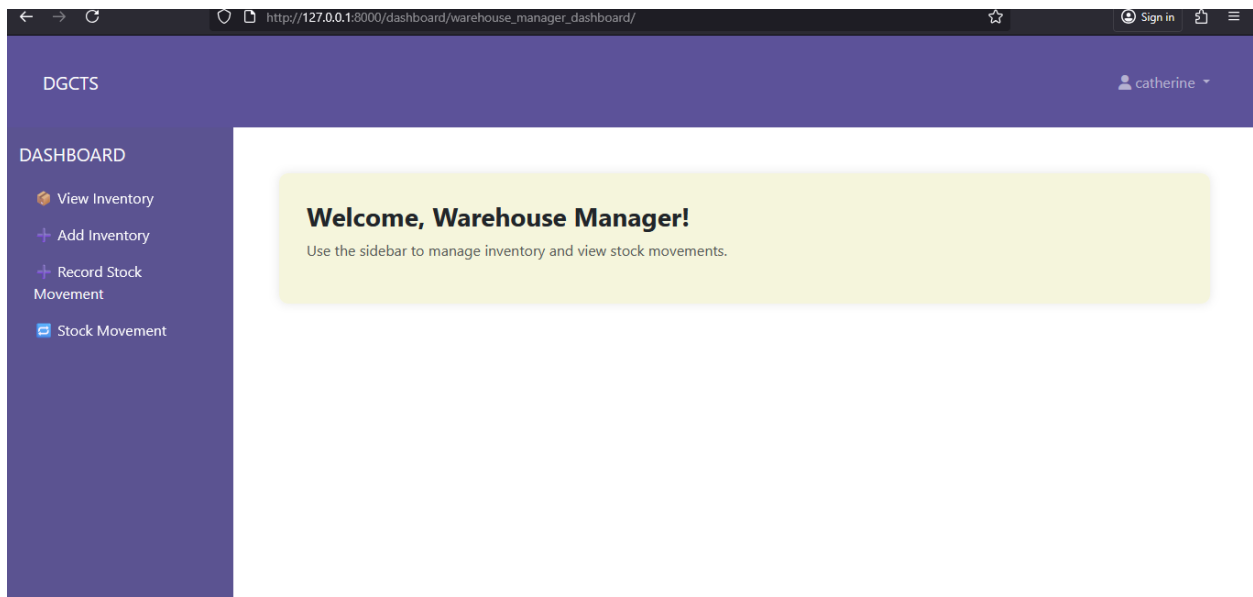 http://127.0.0.1:8000/dashboard/warehouse_manager_dashboard/
Sign in
DGCTS
catherine
DASHBOARD
View Inventory
Add Inventory
Record Stock
Movement
Stock Movement
Welcome, Warehouse Manager!
Use the sidebar to manage inventory and view stock movements.